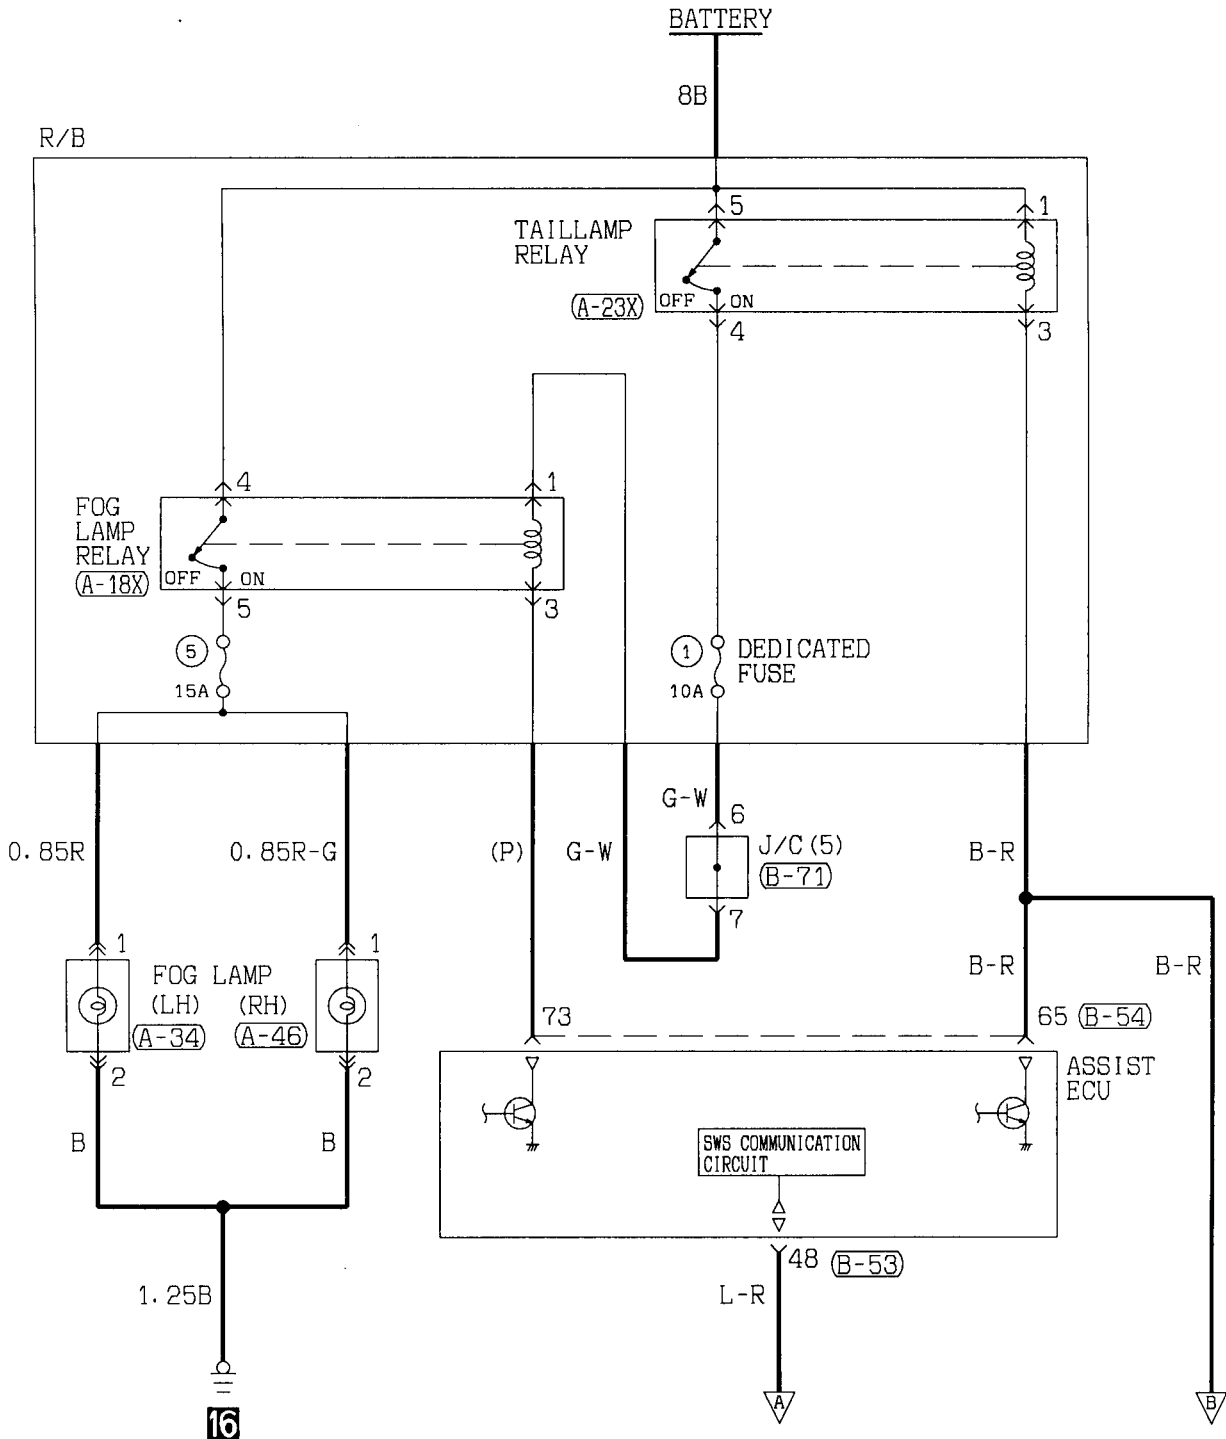 BATTERY
8B
R/B
5
1
TAILLAMP
RELAY
OFF
ON
A-23X
4
3
4
1
FOG
LAMP
RELAY
A-18X
OFF
ON
5
3
5
15A
1
10A
DEDICATED
FUSE
G-W
6
0.85R
0.85R-G
(P)
G-W
J/C(5)
B-71
B-R
7
1
1
FOG LAMP
(LH)
(RH)
A-34
A-46
B-R
B-R
73
65
B-54
2
2
ASSIST
ECU
B
B
SWS COMMUNICATION
CIRCUIT
48
B-53
1.25B
L-R
16
A
B